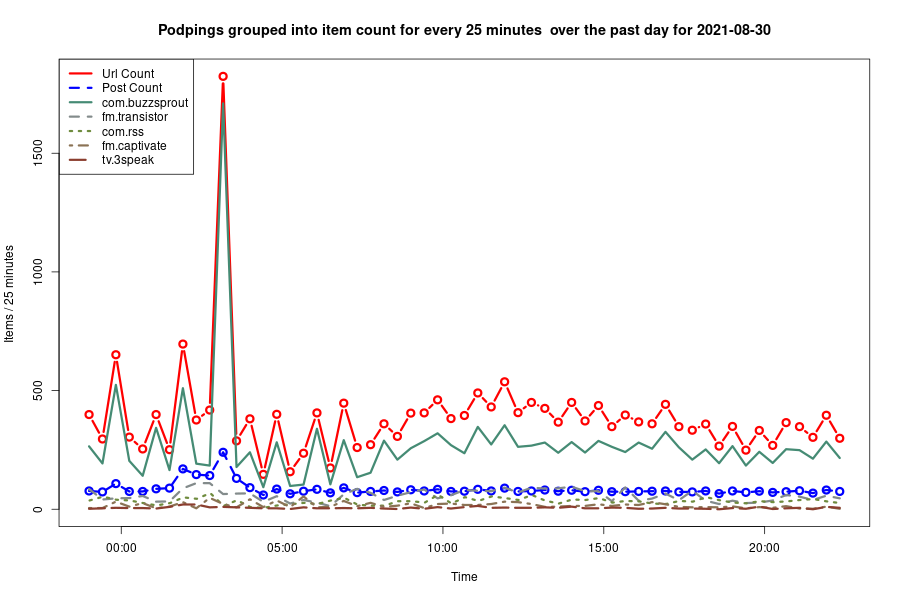 Podpings grouped into item count for every 25 minutes  over the past day for 2021-08-30
Url Count
Post Count
com.buzzsprout
fm.transistor
com.rss
fm.captivate
tv.3speak
Items / 25 minutes
1500
1000
500
0
00:00 05:00 10:00 15:00 20:00
Time